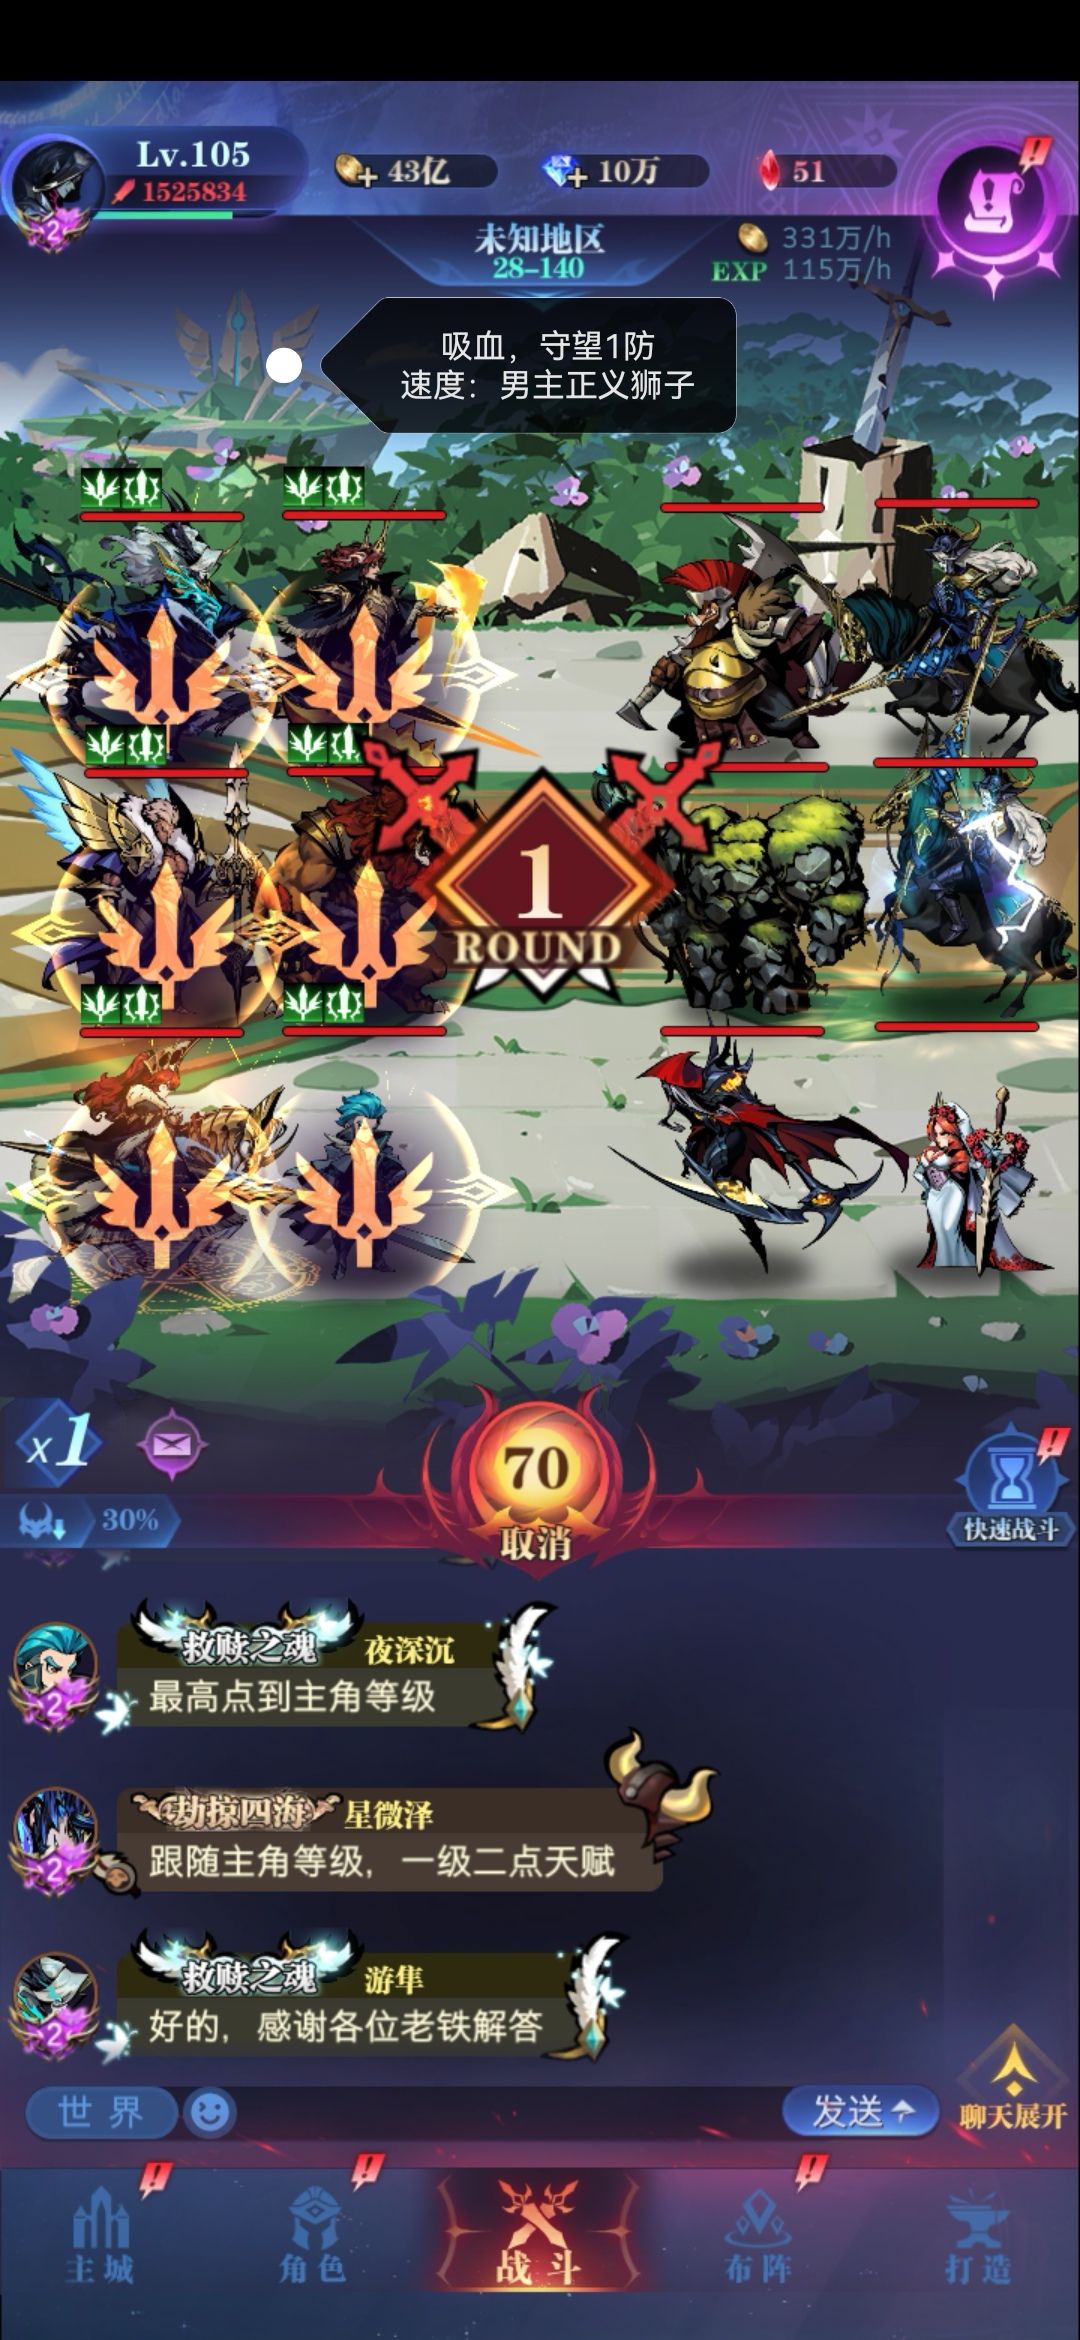 Lv.105
1525834
2
43亿
10万
51
未知地区
28-140
331万/h
EXP 115万/h
吸血，守望1防
速度：男主正义狮子
1
ROUND
x1
70
取消
30%
快速战斗
救赎之魂 夜深沉
最高点到主角等级
2
劫掠四海 星微泽
跟随主角等级，一级二点天赋
2
救赎之魂 游隼
好的，感谢各位老铁解答
2
世界
发送
聊天展开
主城
角色
战斗
布阵
打造